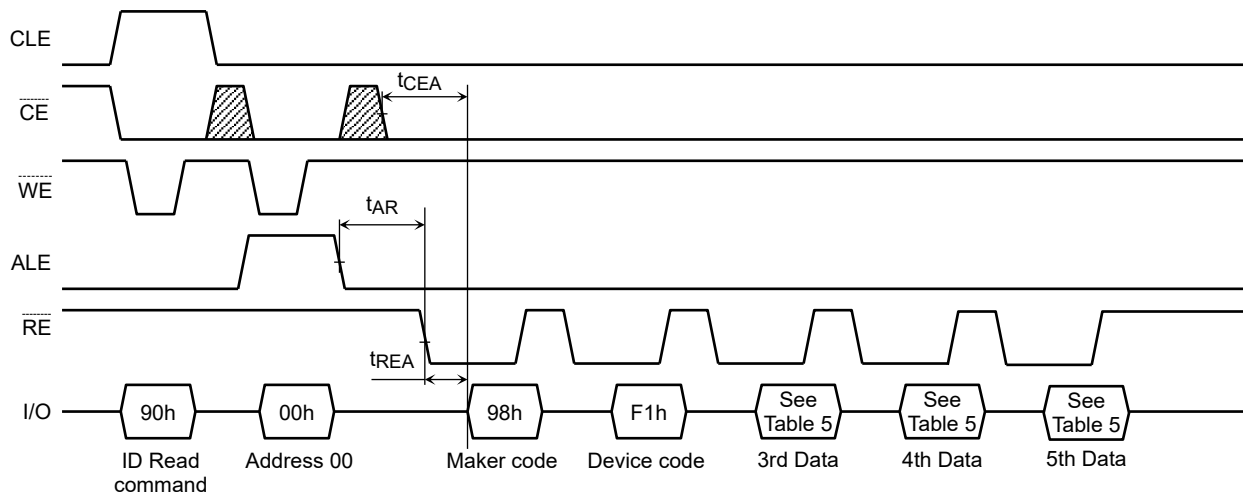 CLE
tCEA
CE
WE
tAR
ALE
RE
tREA
I/O
90h
00h
98h
F1h
See
Table 5
See
Table 5
See
Table 5
ID Read
command
Address 00
Maker code
Device code
3rd Data
4th Data
5th Data